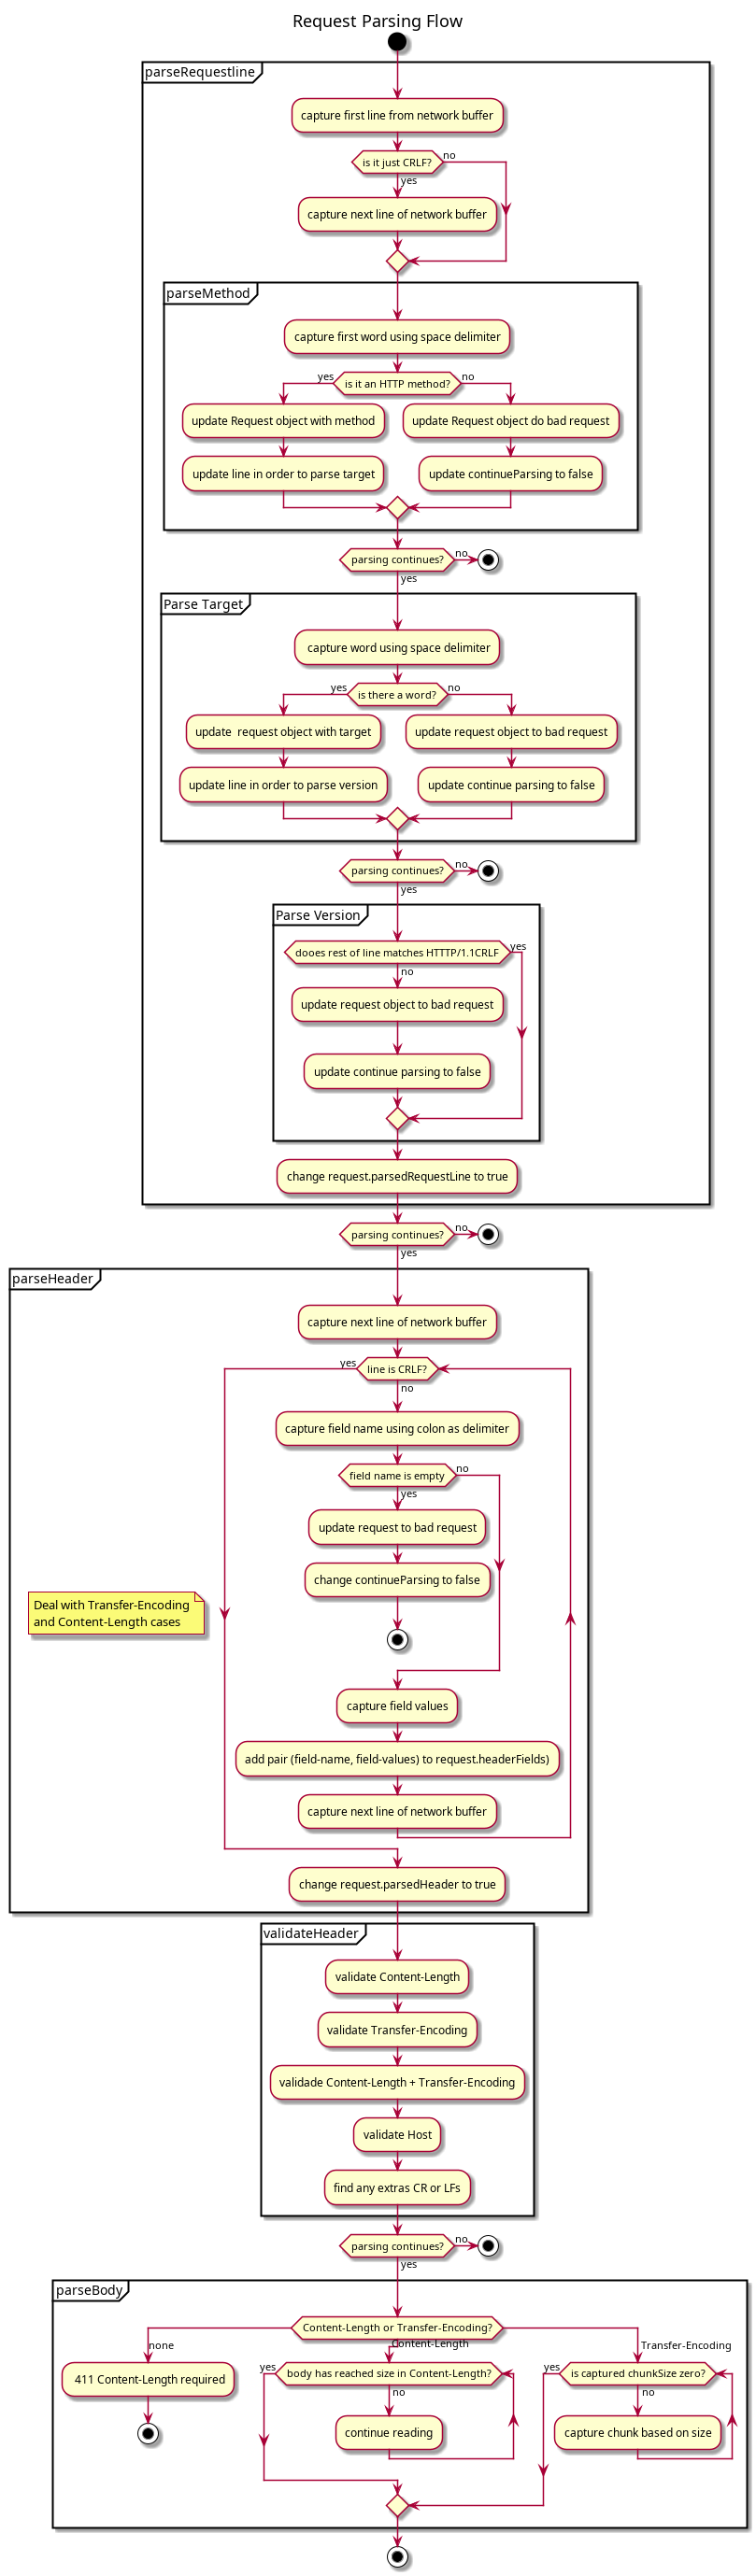 Request Parsing Flow
parseRequestline
capture first line from network buffer
is it just CRLF?
no
yes
capture next line of network buffer
parseMethod
capture first word using space delimiter
yes
is it an HTTP method?
no
update Request object with method
update Request object do bad request
update line in order to parse target
update continueParsing to false
parsing continues?
no
yes
Parse Target
capture word using space delimiter
yes
is there a word?
no
update  request object with target
update request object to bad request
update line in order to parse version
update continue parsing to false
parsing continues?
no
yes
Parse Version
dooes rest of line matches HTTTP/1.1CRLF
yes
no
update request object to bad request
update continue parsing to false
change request.parsedRequestLine to true
parsing continues?
no
yes
parseHeader
capture next line of network buffer
yes
line is CRLF?
no
capture field name using colon as delimiter
field name is empty
no
yes
update request to bad request
change continueParsing to false
Deal with Transfer-Encoding
and Content-Length cases
capture field values
add pair (field-name, field-values) to request.headerFields)
capture next line of network buffer
change request.parsedHeader to true
validateHeader
validate Content-Length
validate Transfer-Encoding
validade Content-Length + Transfer-Encoding
validate Host
find any extras CR or LFs
parsing continues?
no
yes
parseBody
Content-Length or Transfer-Encoding?
none
Content-Length
Transfer-Encoding
411 Content-Length required
yes
body has reached size in Content-Length?
no
continue reading
yes
is captured chunkSize zero?
no
capture chunk based on size